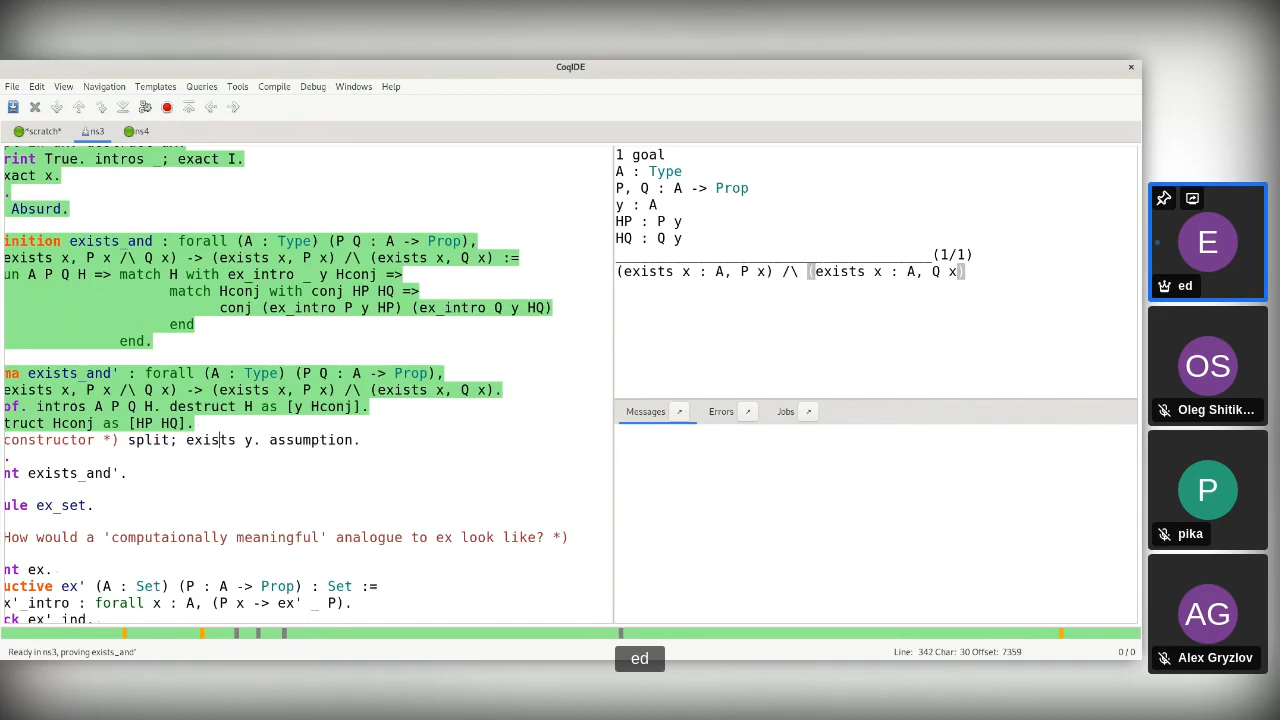 CoqIDE
×
File Edit View Navigation Templates Queries Tools Compile Debug Windows Help
*scratch* ns3 ns4
rint True. intros _; exact I.
xact x.
.
Absurd.
inition exists_and : forall (A : Type) (P Q : A -> Prop),
exists x, P x /\ Q x) -> (exists x, P x) /\ (exists x, Q x) :=
un A P Q H => match H with ex_intro _ y Hconj =>
match Hconj with conj HP HQ =>
conj (ex_intro P y HP) (ex_intro Q y HQ)
end
end.
ma exists_and' : forall (A : Type) (P Q : A -> Prop),
exists x, P x /\ Q x) -> (exists x, P x) /\ (exists x, Q x).
of. intros A P Q H. destruct H as [y Hconj].
truct Hconj as [HP HQ].
constructor *) split; exists y. assumption.
.
nt exists_and'.
ule ex_set.
How would a 'computaionally meaningful' analogue to ex look like? *)
nt ex.
uctive ex' (A : Set) (P : A -> Prop) : Set :=
x'_intro : forall x : A, (P x -> ex' _ P).
ck ex'_ind.
1 goal
A : Type
P, Q : A -> Prop
y : A
HP : P y
HQ : Q y
______________________________________(1/1)
(exists x : A, P x) /\ (exists x : A, Q x)
Messages Errors Jobs
Ready in ns3, proving exists_and'
Line: 342 Char: 30 Offset: 7359
0 / 0
ed
E
ed
OS
Oleg Shitik...
P
pika
AG
Alex Gryzlov